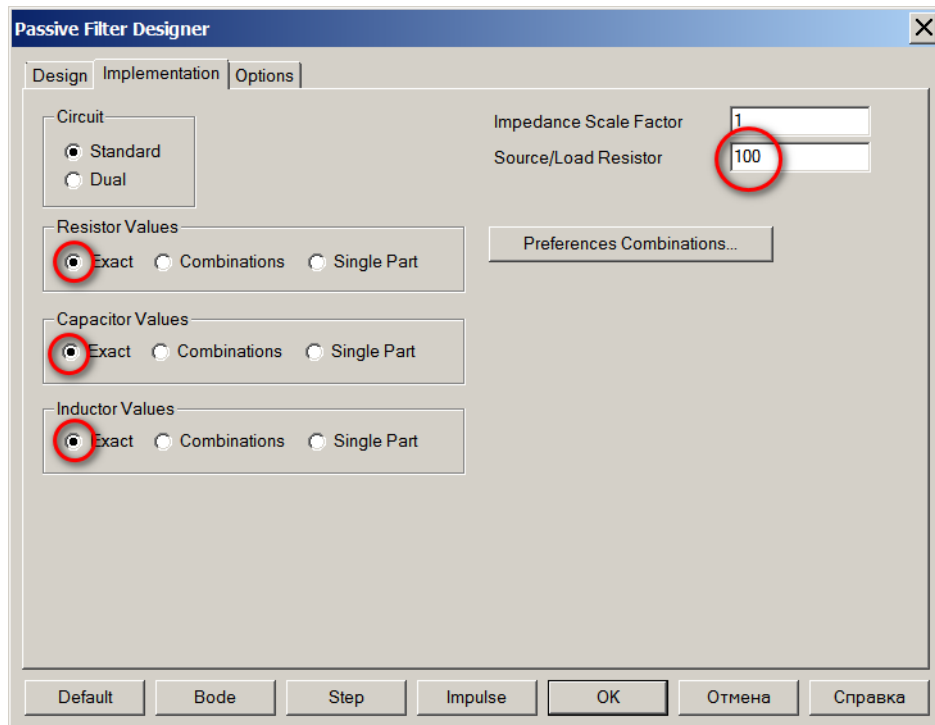 Passive Filter Designer
Design Implementation Options
Circuit
Standard
Dual
Impedance Scale Factor 1
Source/Load Resistor 100
Resistor Values
Exact Combinations Single Part
Preferences Combinations...
Capacitor Values
Exact Combinations Single Part
Inductor Values
Exact Combinations Single Part
Default Bode Step Impulse OK Отмена Справка